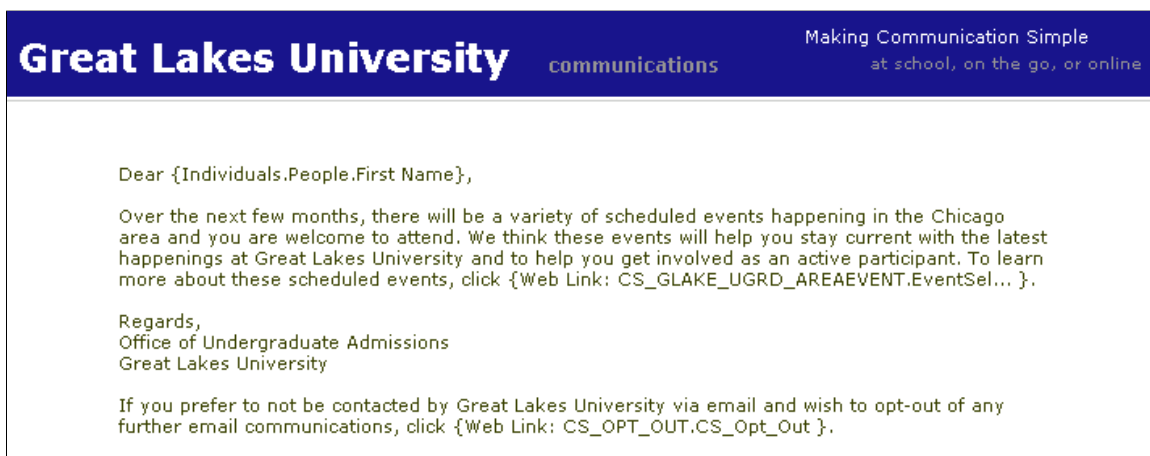 Great Lakes University communications
Making Communication Simple
at school, on the go, or online
Dear {Individuals.People.First Name},
Over the next few months, there will be a variety of scheduled events happening in the Chicago
area and you are welcome to attend. We think these events will help you stay current with the latest
happenings at Great Lakes University and to help you get involved as an active participant. To learn
more about these scheduled events, click {Web Link: CS_GLAKE_UGRD_AREAEVENT.EventSel... }.
Regards,
Office of Undergraduate Admissions
Great Lakes University
If you prefer to not be contacted by Great Lakes University via email and wish to opt-out of any
further email communications, click {Web Link: CS_OPT_OUT.CS_Opt_Out }.